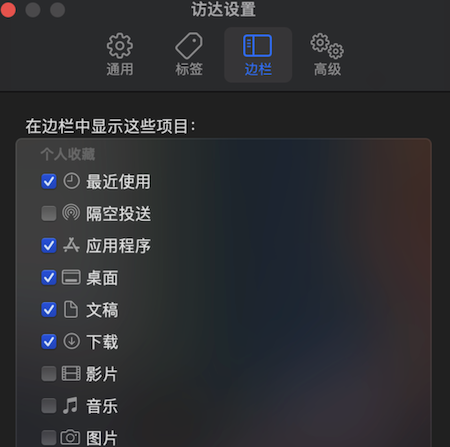 访达设置
通用 标签 边栏 高级
在边栏中显示这些项目：
个人收藏
最近使用
隔空投送
应用程序
桌面
文稿
下载
影片
音乐
图片